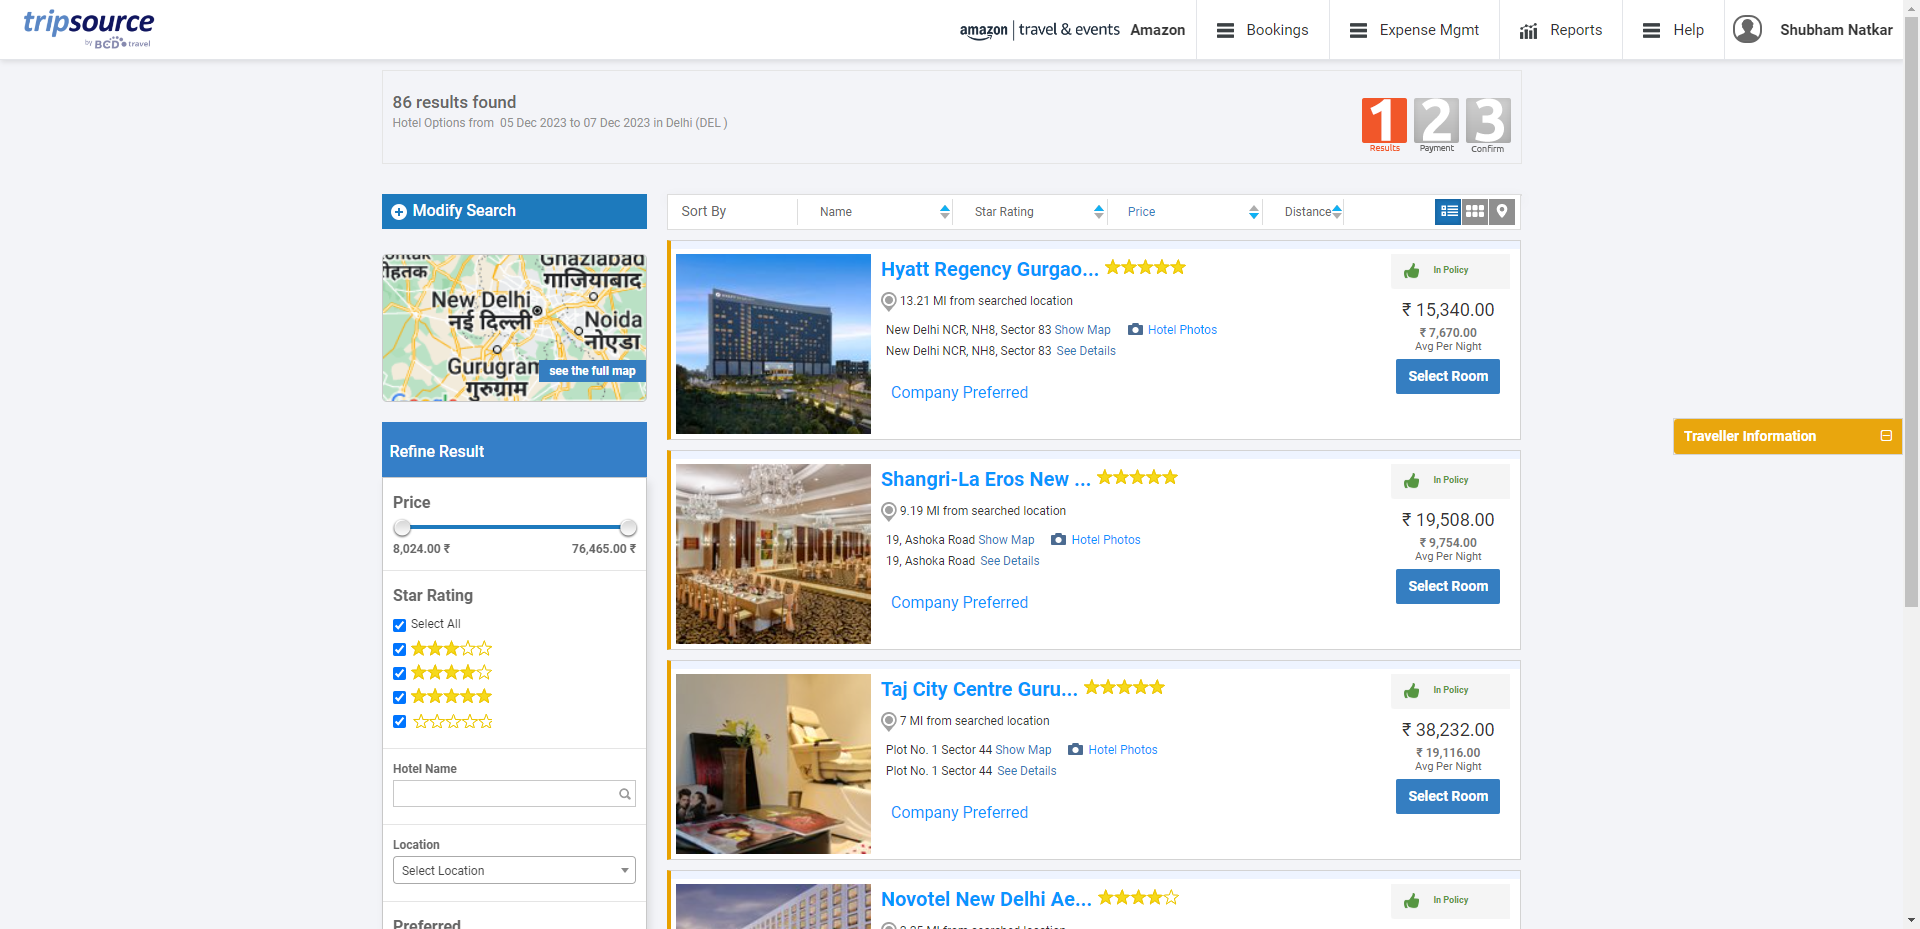 tripsource
by BCD travel
amazon | travel & events Amazon
Bookings
Expense Mgmt
Reports
Help
Shubham Natkar
86 results found
Hotel Options from 05 Dec 2023 to 07 Dec 2023 in Delhi (DEL )
1 2 3
Results Payment Confirm
Modify Search
Sort By Name Star Rating Price Distance
Ghaziabad
हतक
गाजियाबाद
New Delhi
नई दिल्ली
Noida
नोएडा
Gurugram
गुरुग्राम
see the full map
Google
Refine Result
Price
8,024.00 ₹ 76,465.00 ₹
Star Rating
Select All
Hotel Name
Location
Select Location
Preferred
Hyatt Regency Gurgao...
13.21 MI from searched location
New Delhi NCR, NH8, Sector 83 Show Map Hotel Photos
New Delhi NCR, NH8, Sector 83 See Details
Company Preferred
In Policy
₹ 15,340.00
₹ 7,670.00
Avg Per Night
Select Room
Shangri-La Eros New ...
9.19 MI from searched location
19, Ashoka Road Show Map Hotel Photos
19, Ashoka Road See Details
Company Preferred
In Policy
₹ 19,508.00
₹ 9,754.00
Avg Per Night
Select Room
Taj City Centre Guru...
7 MI from searched location
Plot No. 1 Sector 44 Show Map Hotel Photos
Plot No. 1 Sector 44 See Details
Company Preferred
In Policy
₹ 38,232.00
₹ 19,116.00
Avg Per Night
Select Room
Novotel New Delhi Ae...
In Policy
Traveller Information